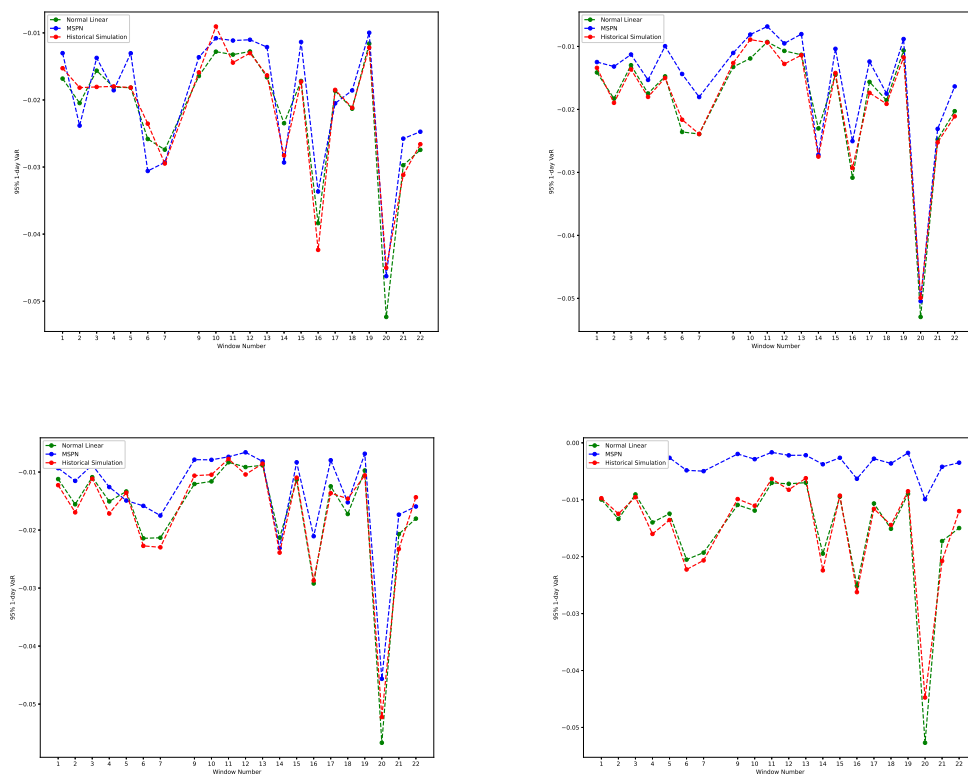 Normal Linear
MSPN
Historical Simulation
−0.01
−0.02
−0.03
−0.04
−0.05
95% 1-day VaR
1 2 3 4 5 6 7 9 10 11 12 13 14 15 16 17 18 19 20 21 22
Window Number
Normal Linear
MSPN
Historical Simulation
−0.01
−0.02
−0.03
−0.04
−0.05
95% 1-day VaR
1 2 3 4 5 6 7 9 10 11 12 13 14 15 16 17 18 19 20 21 22
Window Number
Normal Linear
MSPN
Historical Simulation
−0.01
−0.02
−0.03
−0.04
−0.05
95% 1-day VaR
1 2 3 4 5 6 7 9 10 11 12 13 14 15 16 17 18 19 20 21 22
Window Number
Normal Linear
MSPN
Historical Simulation
0.00
−0.01
−0.02
−0.03
−0.04
−0.05
95% 1-day VaR
1 2 3 4 5 6 7 9 10 11 12 13 14 15 16 17 18 19 20 21 22
Window Number